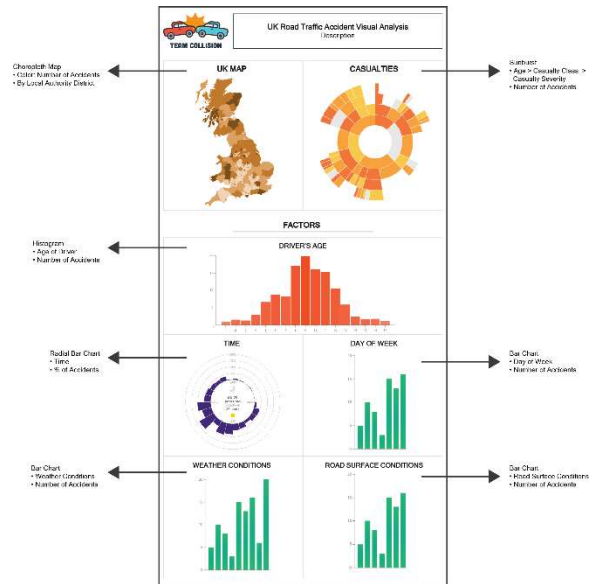 TEAM COLLISION
UK Road Traffic Accident Visual Analysis
Description
Choropleth Map
• Color: Number of Accidents
• By Local Authority District
UK MAP
CASUALTIES
Sunburst
• Age > Casualty Class >
Casualty Severity
• Number of Accidents
FACTORS
Histogram
• Age of Driver
• Number of Accidents
DRIVER'S AGE
Radial Bar Chart
• Time
• % of Accidents
TIME
DAY OF WEEK
Bar Chart
• Day of Week
• Number of Accidents
Bar Chart
• Weather Conditions
• Number of Accidents
WEATHER CONDITIONS
ROAD SURFACE CONDITIONS
Bar Chart
• Road Surface Conditions
• Number of Accidents